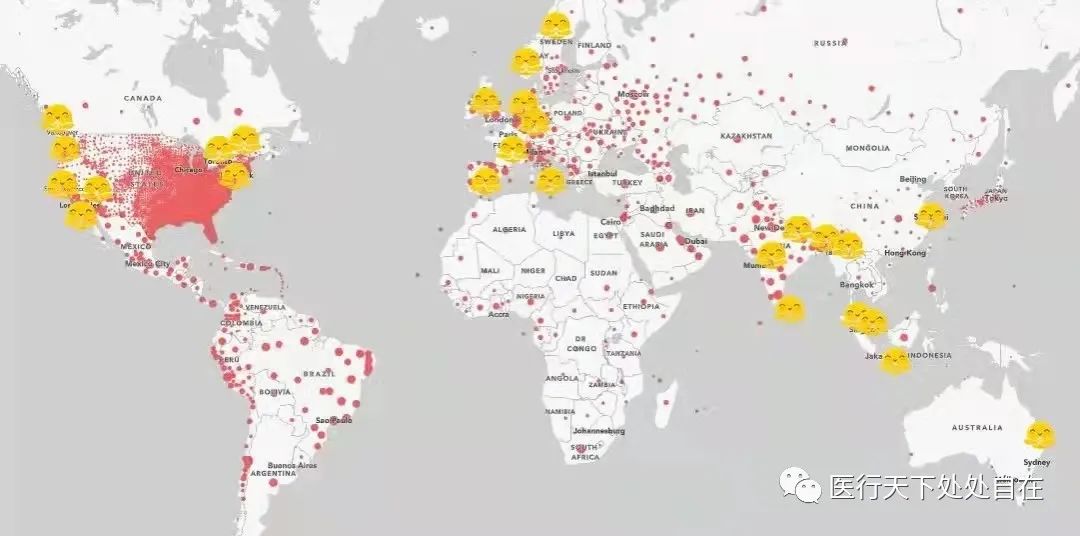 SWEDEN
FINLAND
RUSSIA
CANADA
Moscow
London
POLAND
Paris
UKRAINE
KAZAKHSTAN
MONGOLIA
Toronto
Chicago
UNITED
STATES
Istanbul
GREECE
TURKEY
Beijing
SOUTH
KOREA
JAPAN
Tokyo
CHINA
Baghdad
IRAN
Cairo
ALGERIA
LIBYA
EGYPT
SAUDI
ARABIA
Dubai
MEXICO
Hong Kong
Mexico City
MALI
NIGER
CHAD
SUDAN
Bangkok
NIGERIA
ETHIOPIA
VENEZUELA
Accra
COLOMBIA
DR
CONGO
TANZANIA
INDONESIA
PERU
BRAZIL
ANGOLA
ZAMBIA
BOLIVIA
NAMIBIA
Sao Paulo
Johannesburg
AUSTRALIA
SOUTH
AFRICA
Sydney
Buenos Aires
ARGENTINA
医行天下处处自在